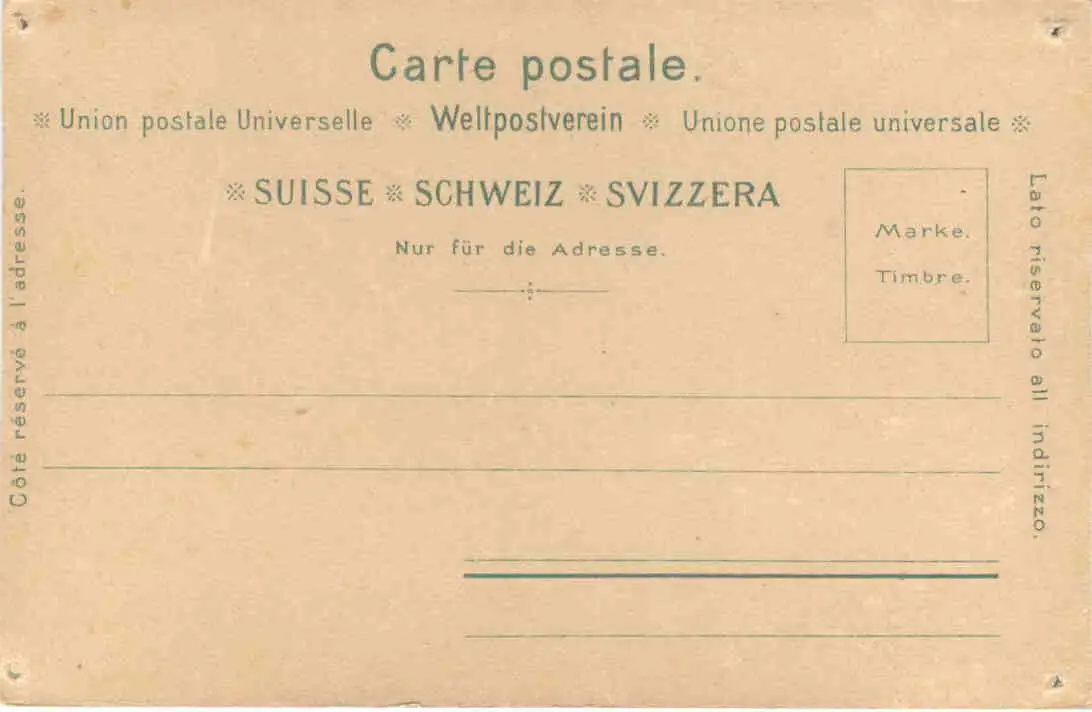 Carte postale.
※ Union postale Universelle ※ Weltpostverein ※ Unione postale universale ※
※ SUISSE ※ SCHWEIZ ※ SVIZZERA
Nur für die Adresse.
Marke.
Timbre.
Côté réservé à l'adresse.
Lato riservato all indirizzo.